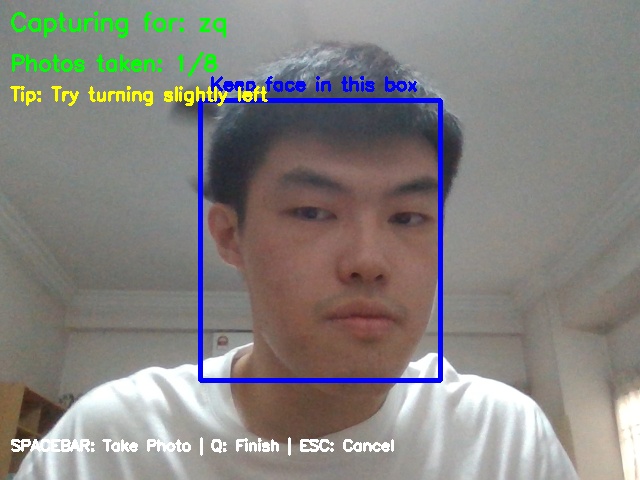 Capturing for: zq
Photos taken: 1/8
Keep face in this box
Tip: Try turning slightly left
SPACEBAR: Take Photo | Q: Finish | ESC: Cancel